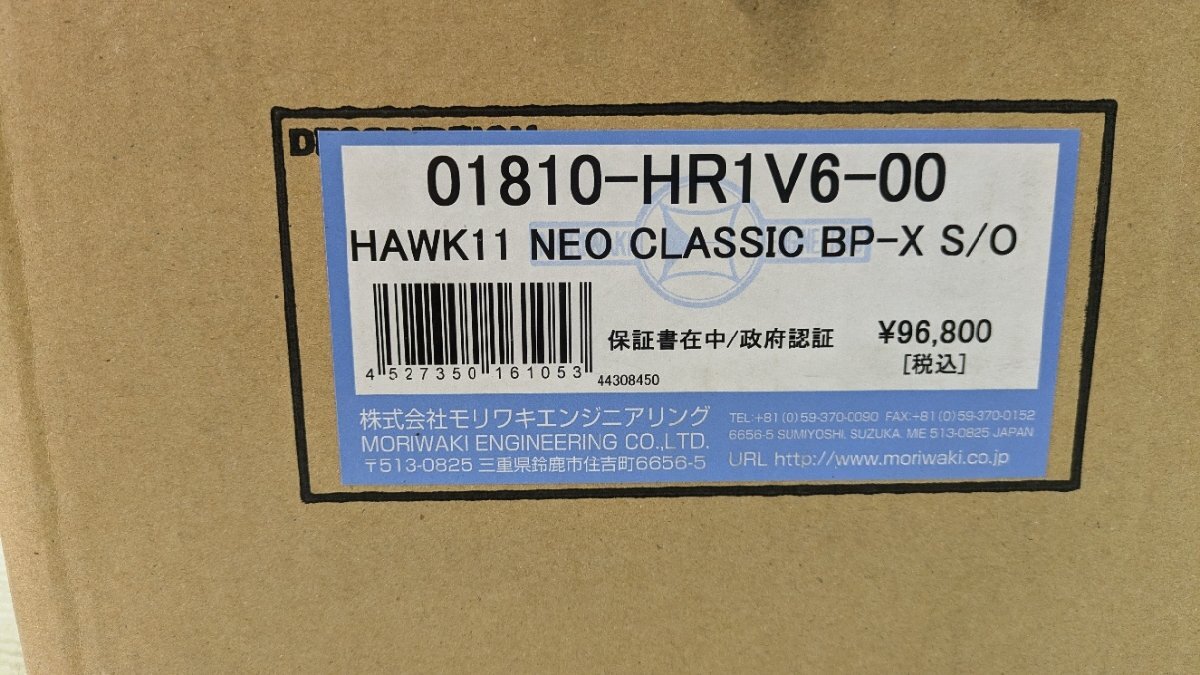 01810-HR1V6-00
HAWK11 NEO CLASSIC BP-X S/O
保証書在中/政府認証
¥96,800
[税込]
4 527350 161053
44308450
株式会社モリワキエンジニアリング
MORIWAKI ENGINEERING CO.,LTD.
〒513-0825 三重県鈴鹿市住吉町6656-5
TEL:+81(0)59-370-0090 FAX:+81(0)59-370-0152
6656-5 SUMIYOSHI, SUZUKA, MIE 513-0825 JAPAN
URL http://www.moriwaki.co.jp